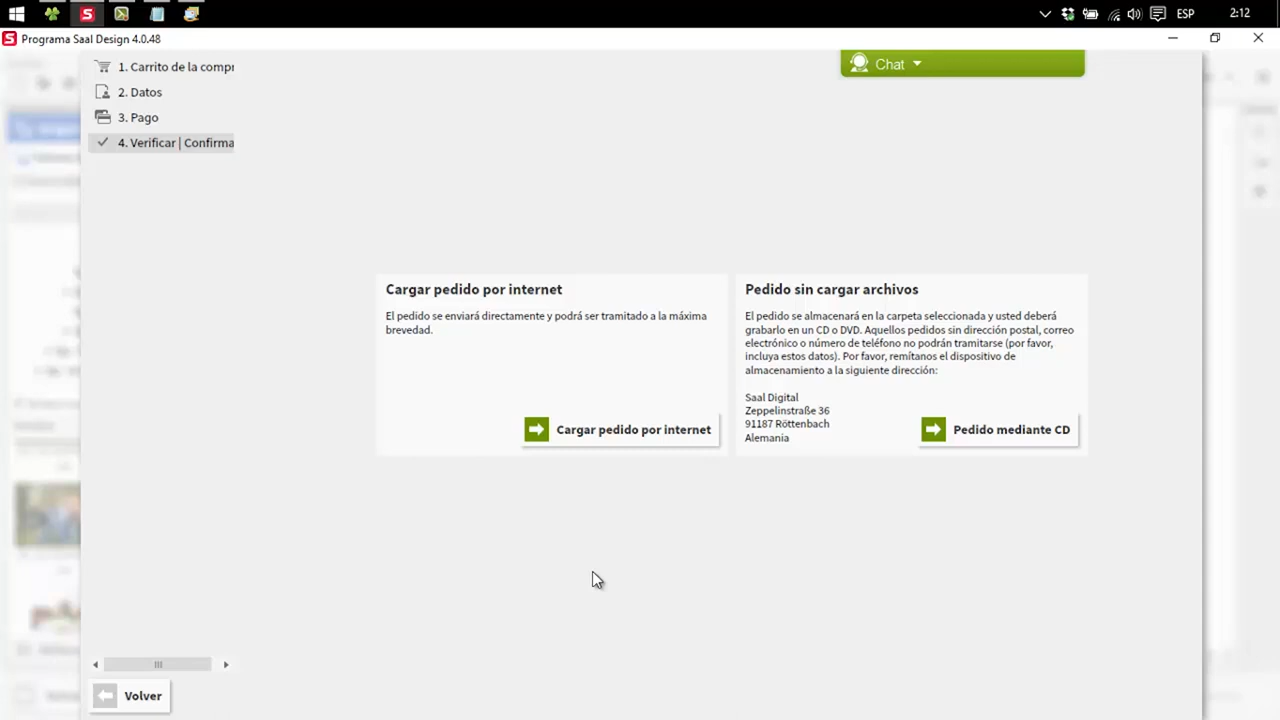 ESP
2:12
Programa Saal Design 4.0.48
1. Carrito de la compr
2. Datos
3. Pago
4. Verificar | Confirma
Chat
Cargar pedido por internet
El pedido se enviará directamente y podrá ser tramitado a la máxima
brevedad.
Cargar pedido por internet
Pedido sin cargar archivos
El pedido se almacenará en la carpeta seleccionada y usted deberá
grabarlo en un CD o DVD. Aquellos pedidos sin dirección postal, correo
electrónico o número de teléfono no podrán tramitarse (por favor,
incluya estos datos). Por favor, remítanos el dispositivo de
almacenamiento a la siguiente dirección:
Saal Digital
Zeppelinstraße 36
91187 Röttenbach
Alemania
Pedido mediante CD
Volver